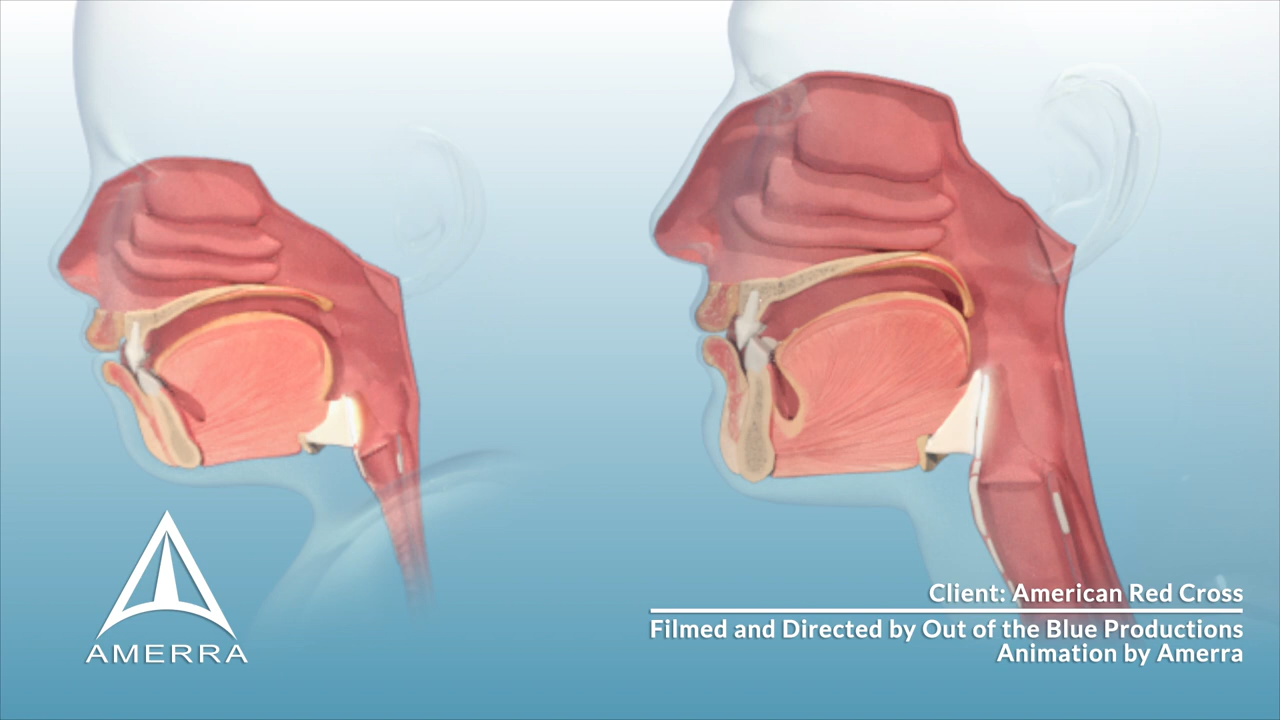 AMERRA
Client: American Red Cross
Filmed and Directed by Out of the Blue Productions
Animation by Amerra